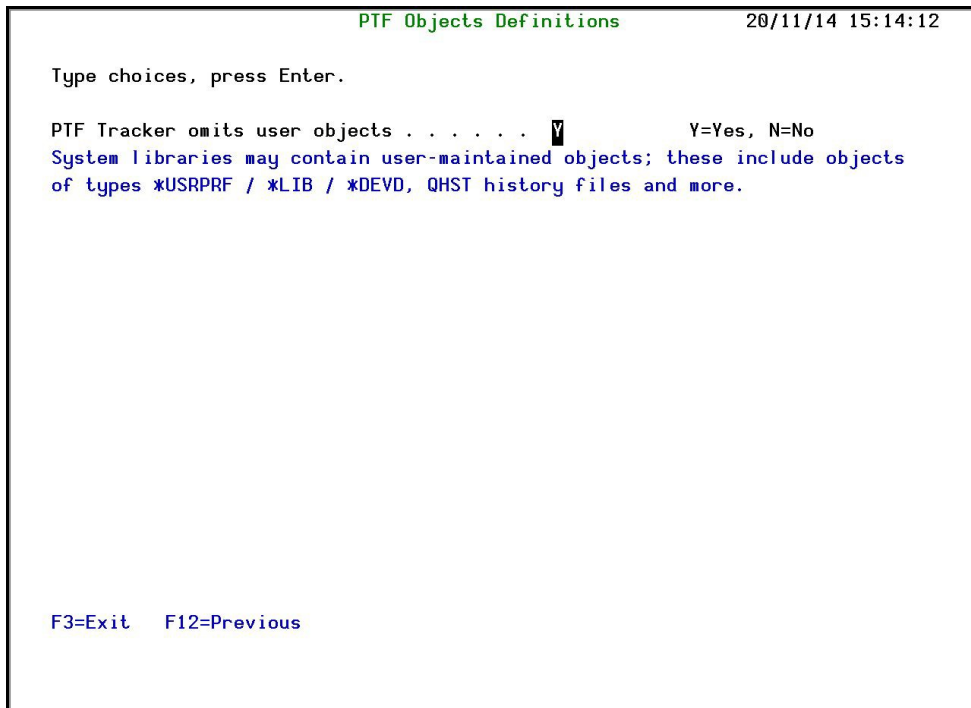 PTF Objects Definitions 20/11/14 15:14:12
Type choices, press Enter.
PTF Tracker omits user objects . . . . . . Y Y=Yes, N=No
System libraries may contain user-maintained objects; these include objects
of types *USRPRF / *LIB / *DEVD, QHST history files and more.
F3=Exit F12=Previous